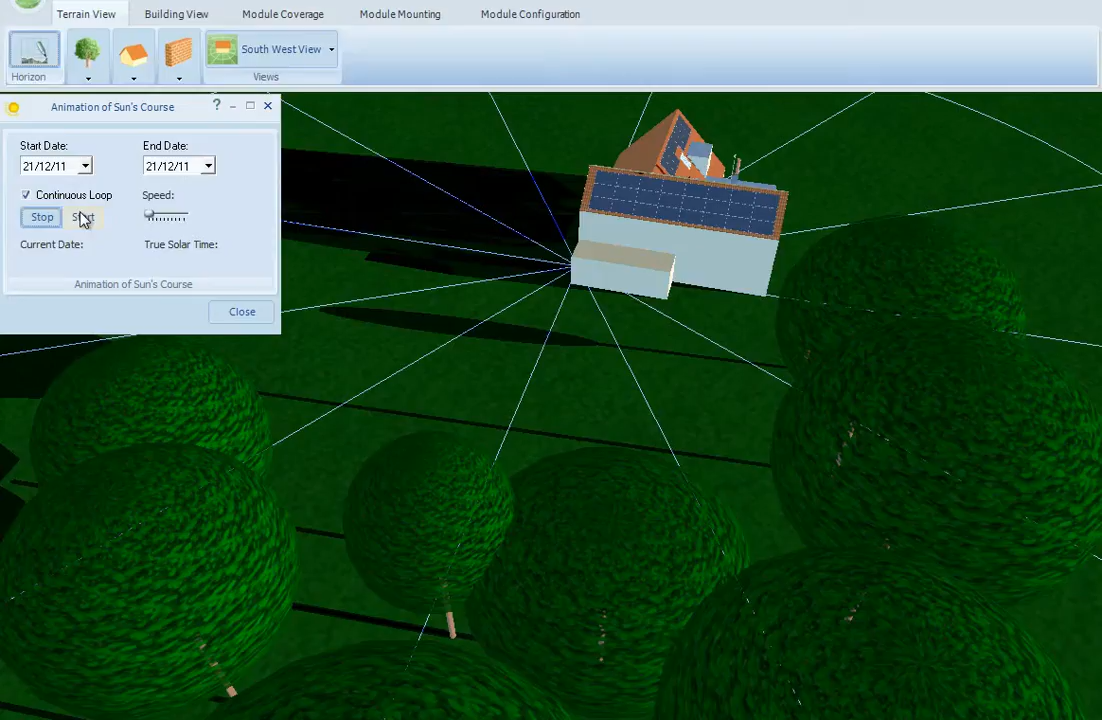 Terrain View Building View Module Coverage Module Mounting Module Configuration
South West View
Horizon Views
Animation of Sun's Course ?
Start Date: End Date:
21/12/11 21/12/11
Continuous Loop Speed:
Stop Start
Current Date: True Solar Time:
Animation of Sun's Course
Close